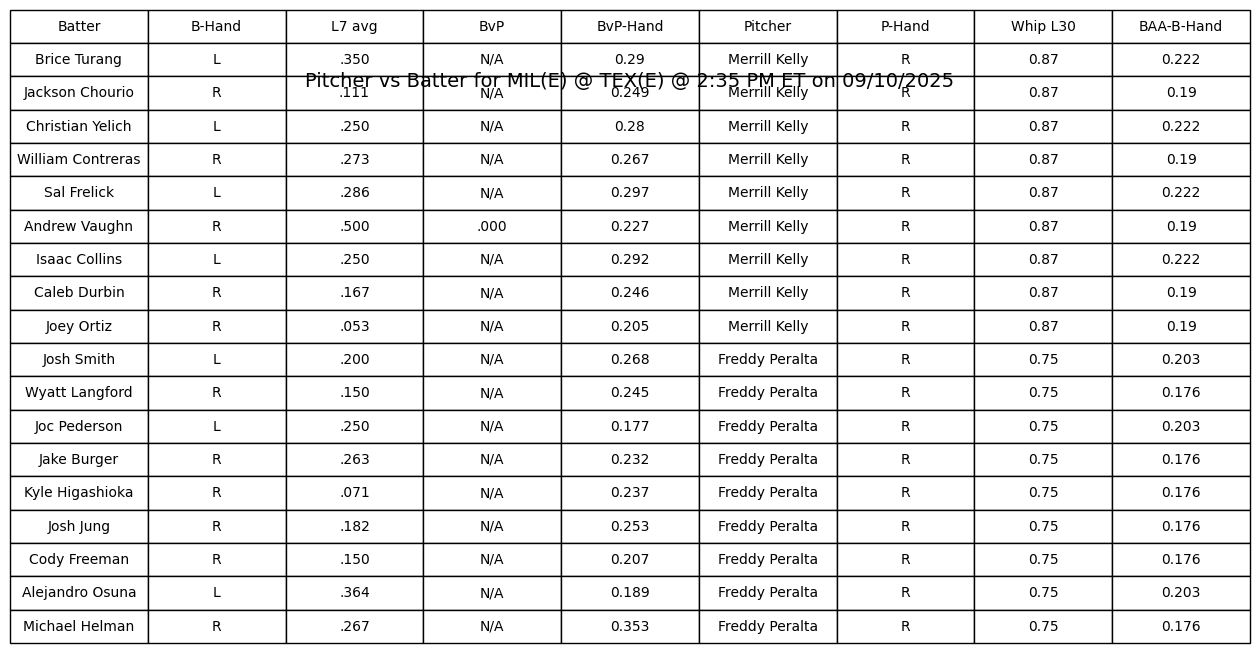 Batter B-Hand L7 avg BvP BvP-Hand Pitcher P-Hand Whip L30 BAA-B-Hand
Brice Turang L .350 N/A 0.29 Merrill Kelly R 0.87 0.222
Pitcher vs Batter for MIL(E) @ TEX(E) @ 2:35 PM ET on 09/10/2025
Jackson Chourio R .111 N/A 0.249 Merrill Kelly R 0.87 0.19
Christian Yelich L .250 N/A 0.28 Merrill Kelly R 0.87 0.222
William Contreras R .273 N/A 0.267 Merrill Kelly R 0.87 0.19
Sal Frelick L .286 N/A 0.297 Merrill Kelly R 0.87 0.222
Andrew Vaughn R .500 .000 0.227 Merrill Kelly R 0.87 0.19
Isaac Collins L .250 N/A 0.292 Merrill Kelly R 0.87 0.222
Caleb Durbin R .167 N/A 0.246 Merrill Kelly R 0.87 0.19
Joey Ortiz R .053 N/A 0.205 Merrill Kelly R 0.87 0.19
Josh Smith L .200 N/A 0.268 Freddy Peralta R 0.75 0.203
Wyatt Langford R .150 N/A 0.245 Freddy Peralta R 0.75 0.176
Joc Pederson L .250 N/A 0.177 Freddy Peralta R 0.75 0.203
Jake Burger R .263 N/A 0.232 Freddy Peralta R 0.75 0.176
Kyle Higashioka R .071 N/A 0.237 Freddy Peralta R 0.75 0.176
Josh Jung R .182 N/A 0.253 Freddy Peralta R 0.75 0.176
Cody Freeman R .150 N/A 0.207 Freddy Peralta R 0.75 0.176
Alejandro Osuna L .364 N/A 0.189 Freddy Peralta R 0.75 0.203
Michael Helman R .267 N/A 0.353 Freddy Peralta R 0.75 0.176